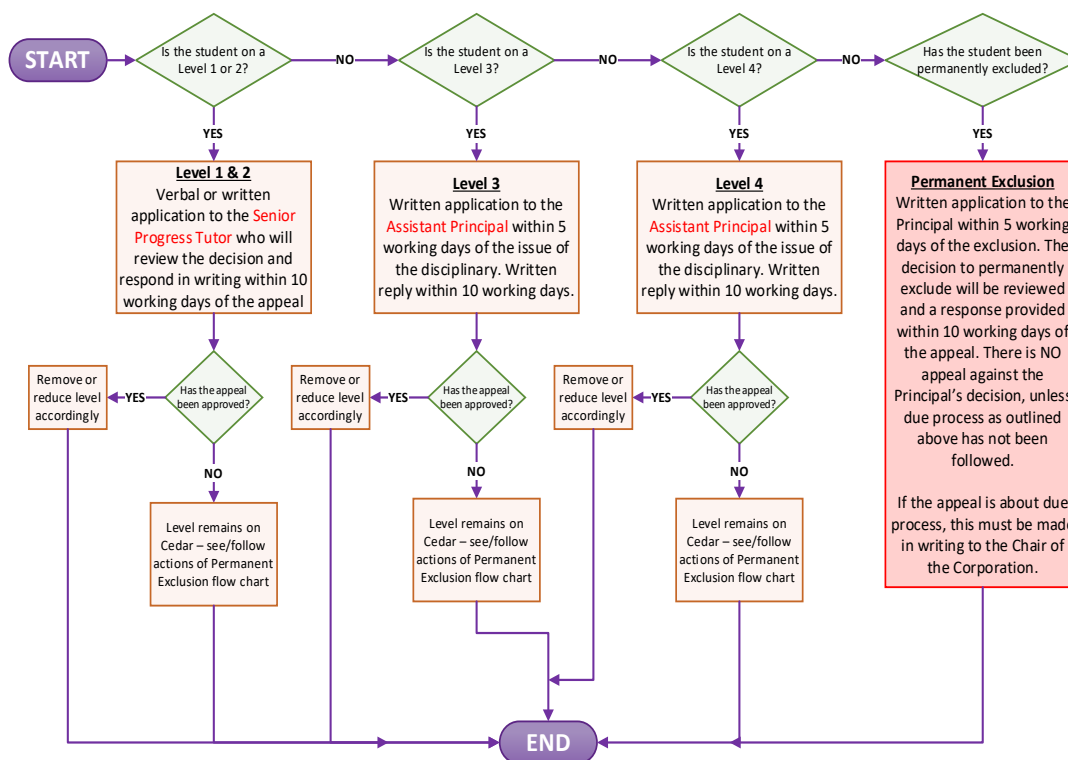 START
Is the student on a
Level 1 or 2?
NO
Is the student on a
Level 3?
NO
Is the student on a
Level 4?
NO
Has the student been
permanently excluded?
YES
YES
YES
YES
Level 1 & 2
Verbal or written
application to the Senior
Progress Tutor who will
review the decision and
respond in writing within 10
working days of the appeal
Level 3
Written application to the
Assistant Principal within 5
working days of the issue of
the disciplinary. Written
reply within 10 working days.
Level 4
Written application to the
Assistant Principal within 5
working days of the issue of
the disciplinary. Written
reply within 10 working days.
Permanent Exclusion
Written application to the
Principal within 5 working
days of the exclusion. The
decision to permanently
exclude will be reviewed
and a response provided
within 10 working days of
the appeal. There is NO
appeal against the
Principal's decision, unless
due process as outlined
above has not been
followed.
If the appeal is about due
process, this must be made
in writing to the Chair of
the Corporation.
Remove or
reduce level
accordingly
YES
Has the appeal
been approved?
Remove or
reduce level
accordingly
YES
Has the appeal
been approved?
Remove or
reduce level
accordingly
YES
Has the appeal
been approved?
NO
NO
NO
Level remains on
Cedar – see/follow
actions of Permanent
Exclusion flow chart
Level remains on
Cedar – see/follow
actions of Permanent
Exclusion flow chart
Level remains on
Cedar – see/follow
actions of Permanent
Exclusion flow chart
END